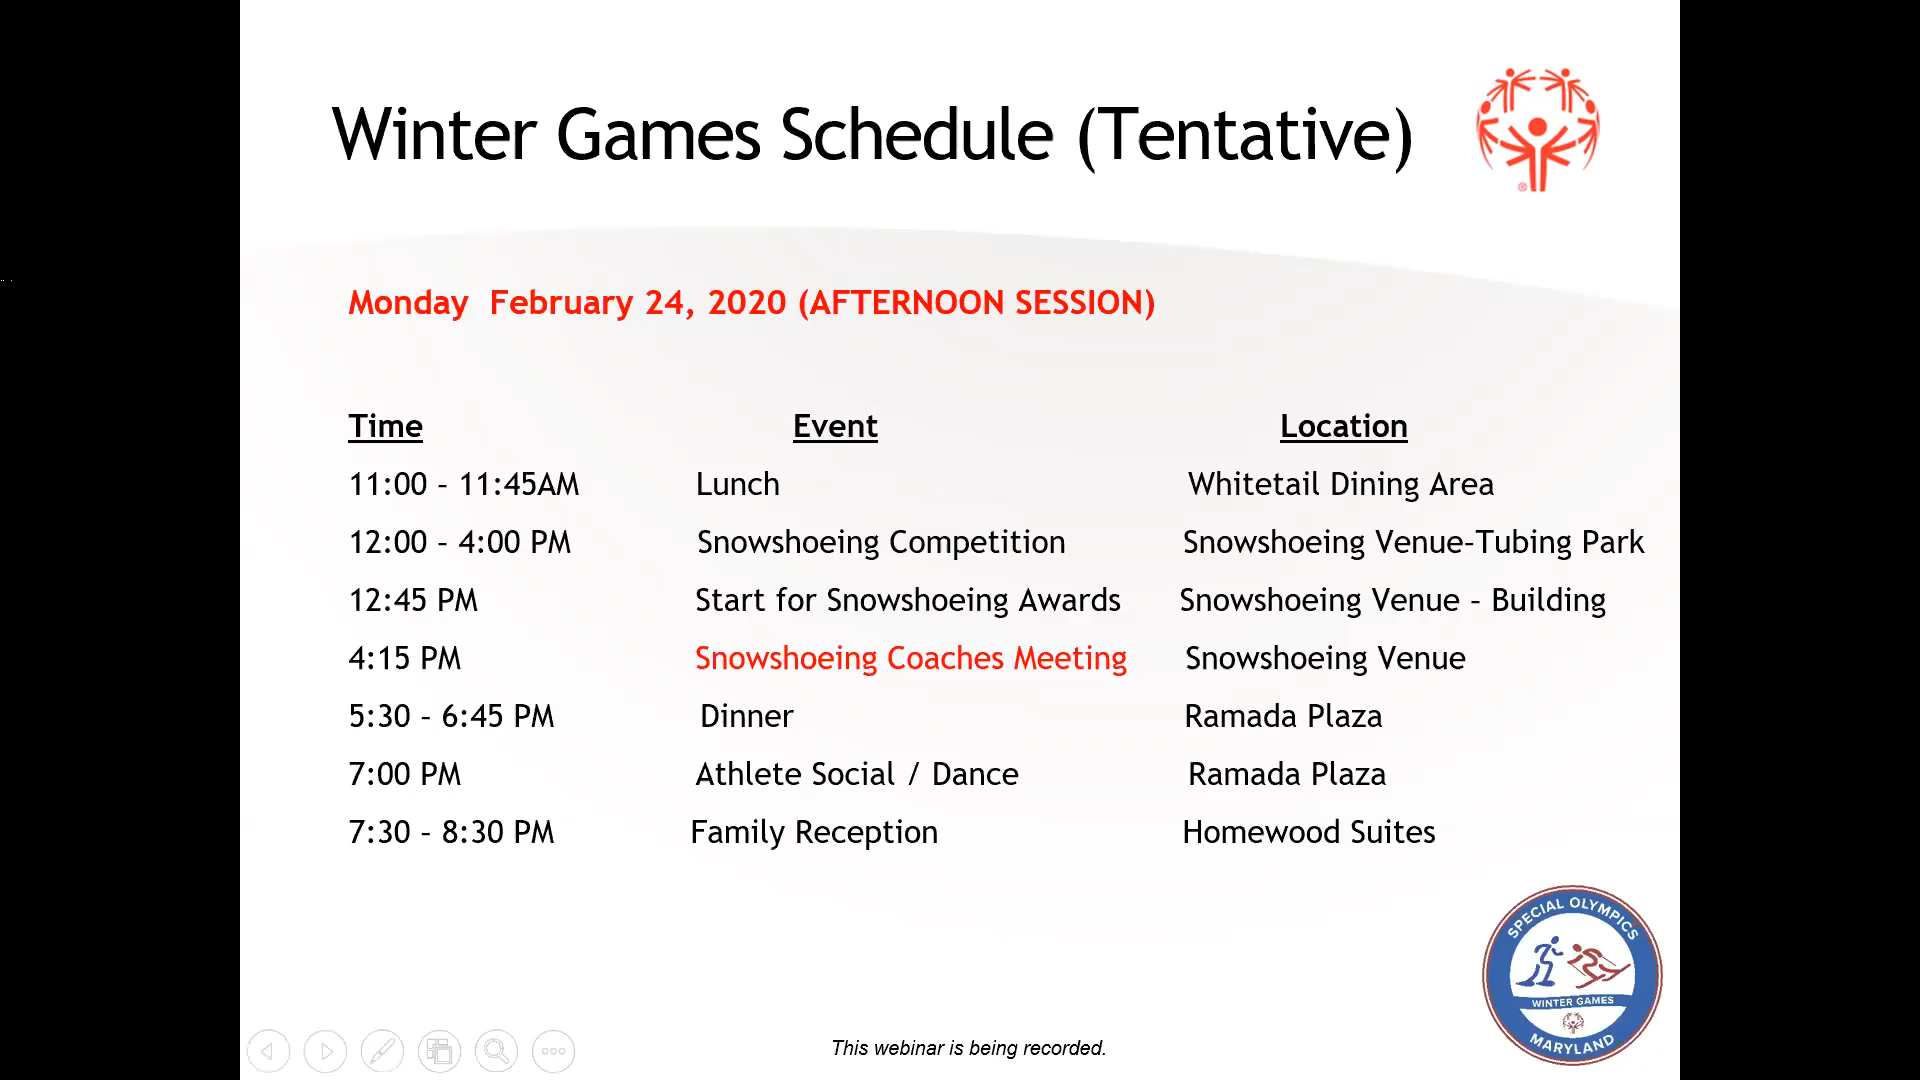 Winter Games Schedule (Tentative)
®
Monday February 24, 2020 (AFTERNOON SESSION)
Time Event Location
11:00 – 11:45AM Lunch Whitetail Dining Area
12:00 – 4:00 PM Snowshoeing Competition Snowshoeing Venue–Tubing Park
12:45 PM Start for Snowshoeing Awards Snowshoeing Venue – Building
4:15 PM Snowshoeing Coaches Meeting Snowshoeing Venue
5:30 – 6:45 PM Dinner Ramada Plaza
7:00 PM Athlete Social / Dance Ramada Plaza
7:30 – 8:30 PM Family Reception Homewood Suites
SPECIAL OLYMPICS
WINTER GAMES
MARYLAND
This webinar is being recorded.